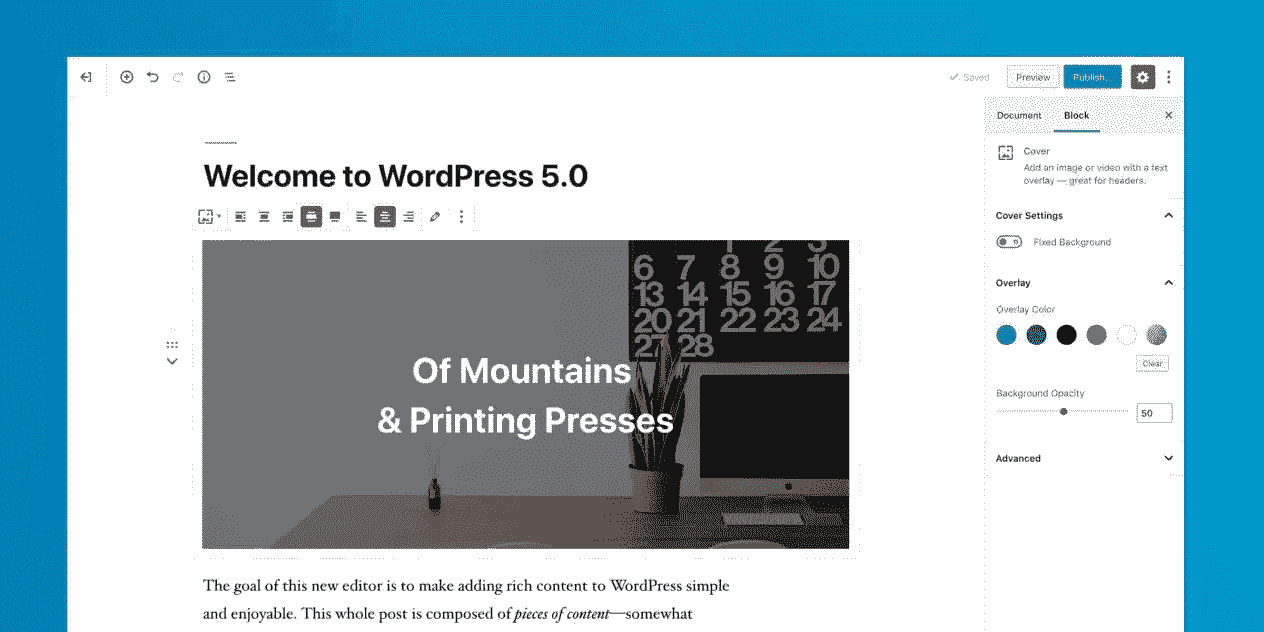 Saved
Preview
Publish...
Document
Block
Welcome to WordPress 5.0
Cover
Add an image or video with a text
overlay — great for headers.
Cover Settings
Fixed Background
Overlay
Overlay Color
Clear
Background Opacity
50
Advanced
1 2 3
6 7 8 9 10
13 14 15 16 17
20 21 22 23 24
27 28
Of Mountains
& Printing Presses
The goal of this new editor is to make adding rich content to WordPress simple
and enjoyable. This whole post is composed of pieces of content—somewhat